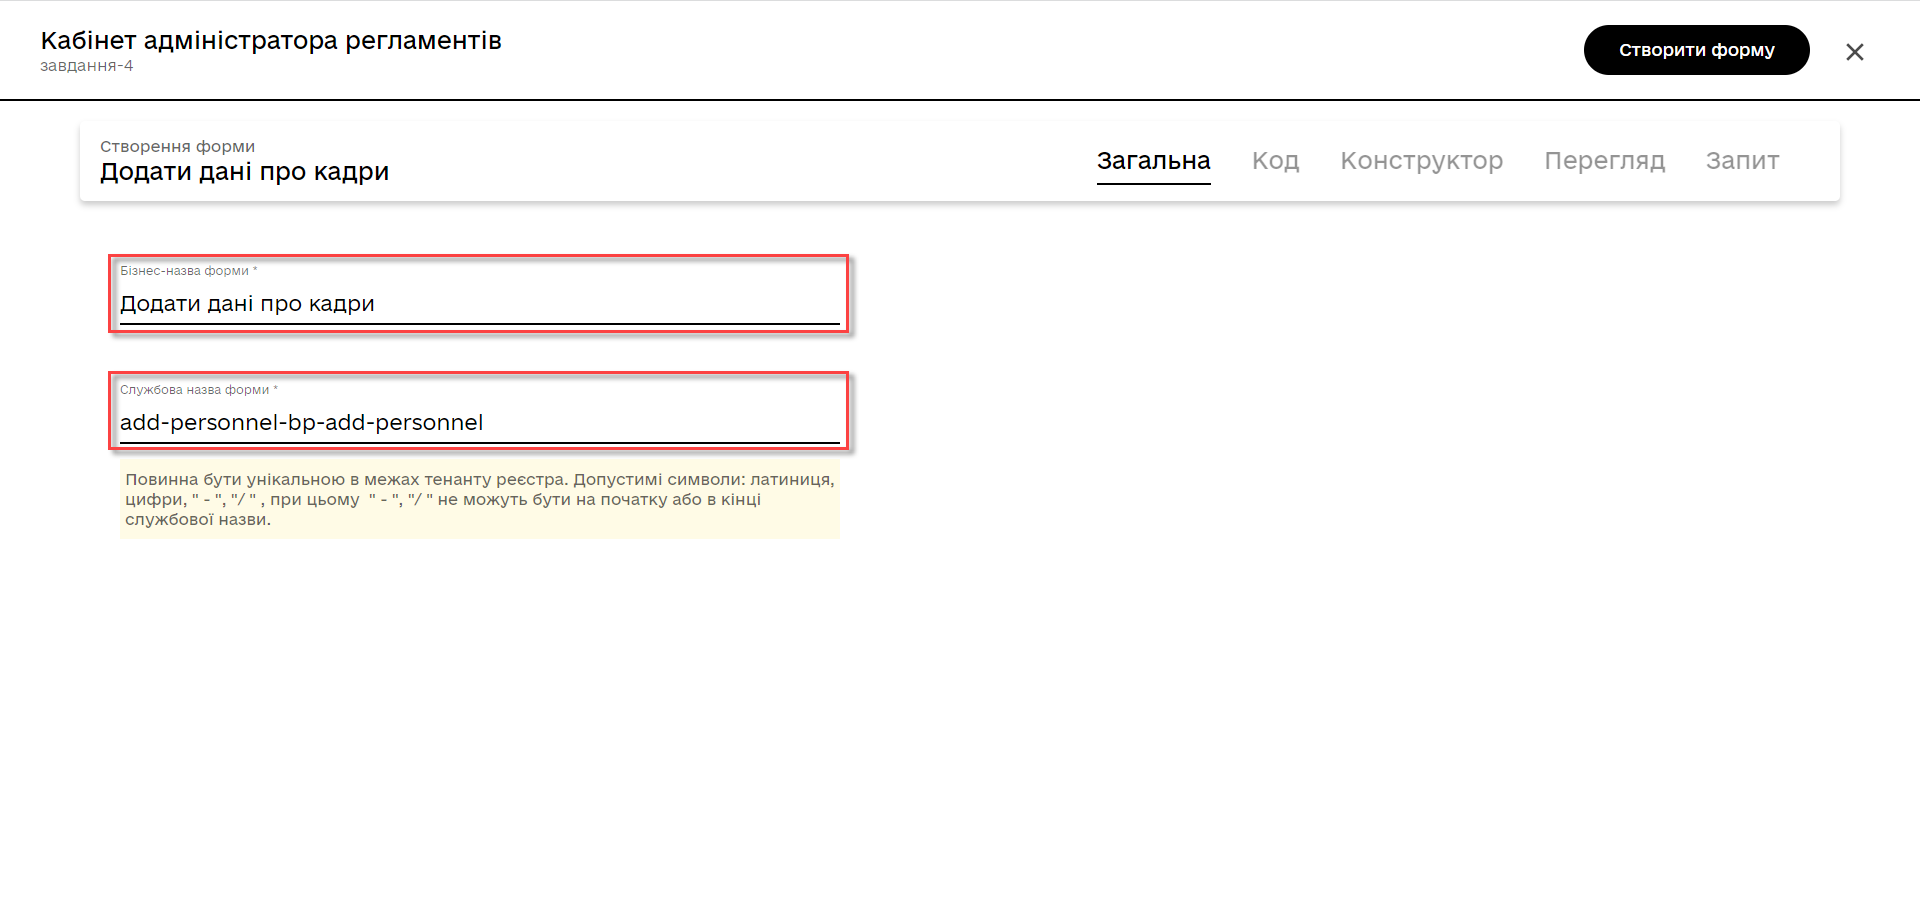 Кабінет адміністратора регламентів
завдання-4
Створити форму
Створення форми
Додати дані про кадри
Загальна
Код
Конструктор
Перегляд
Запит
Бізнес-назва форми *
Додати дані про кадри
Службова назва форми *
add-personnel-bp-add-personnel
Повинна бути унікальною в межах тенанту реєстра. Допустимі символи: латиниця,
цифри, " - ", "/ " , при цьому " - ", "/ " не можуть бути на початку або в кінці
службової назви.